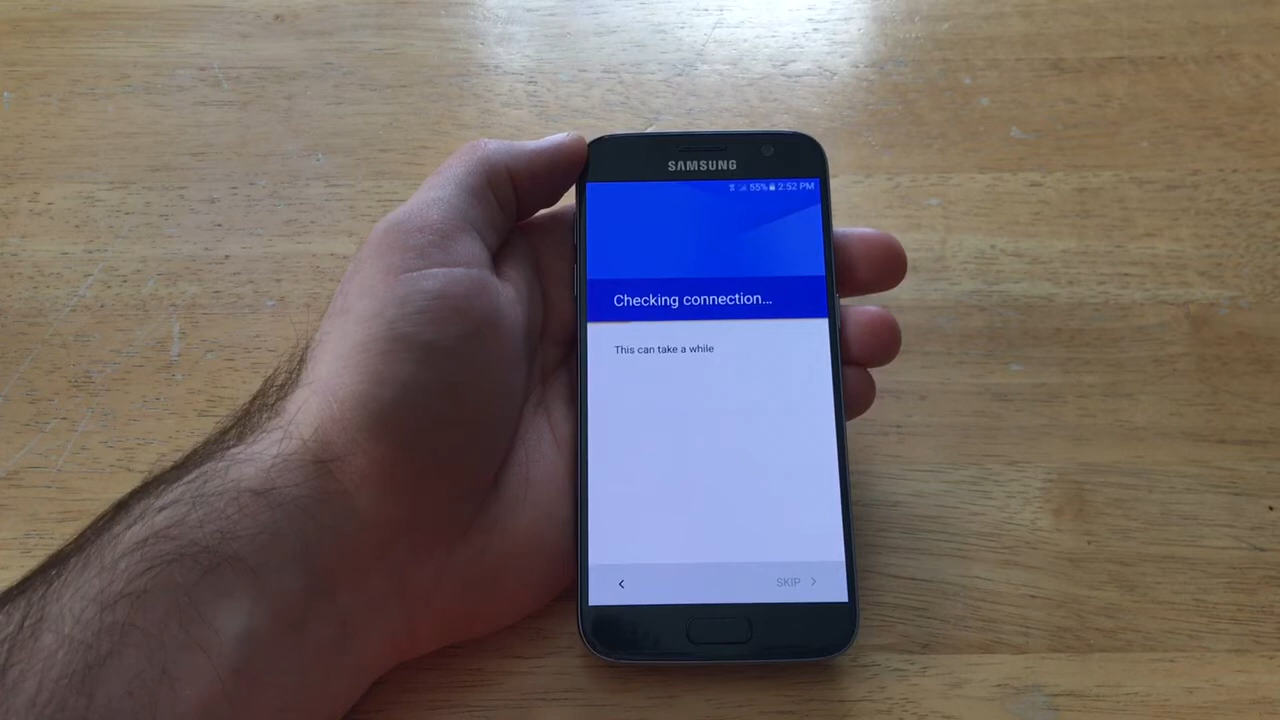 SAMSUNG
55% 2:52 PM
Checking connection...
This can take a while
SKIP